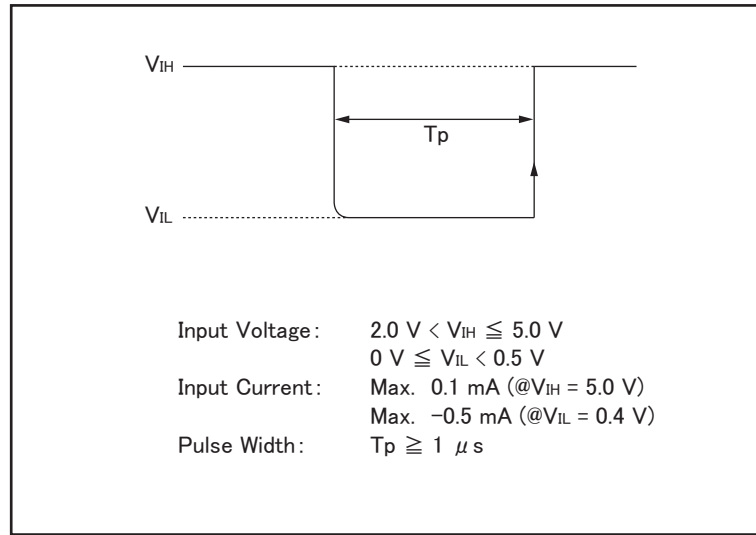 VIH
Tp
VIL
Input Voltage: 2.0 V < VIH ≦ 5.0 V
0 V ≦ VIL < 0.5 V
Input Current: Max. 0.1 mA (@VIH = 5.0 V)
Max. -0.5 mA (@VIL = 0.4 V)
Pulse Width: Tp ≧ 1 μs